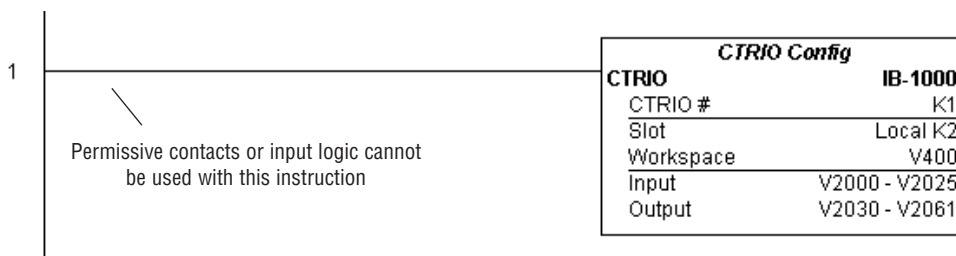 1
CTRIO Config
CTRIO IB-1000
CTRIO # K1
Slot Local K2
Workspace V400
Input V2000 - V2025
Output V2030 - V2061
Permissive contacts or input logic cannot
be used with this instruction